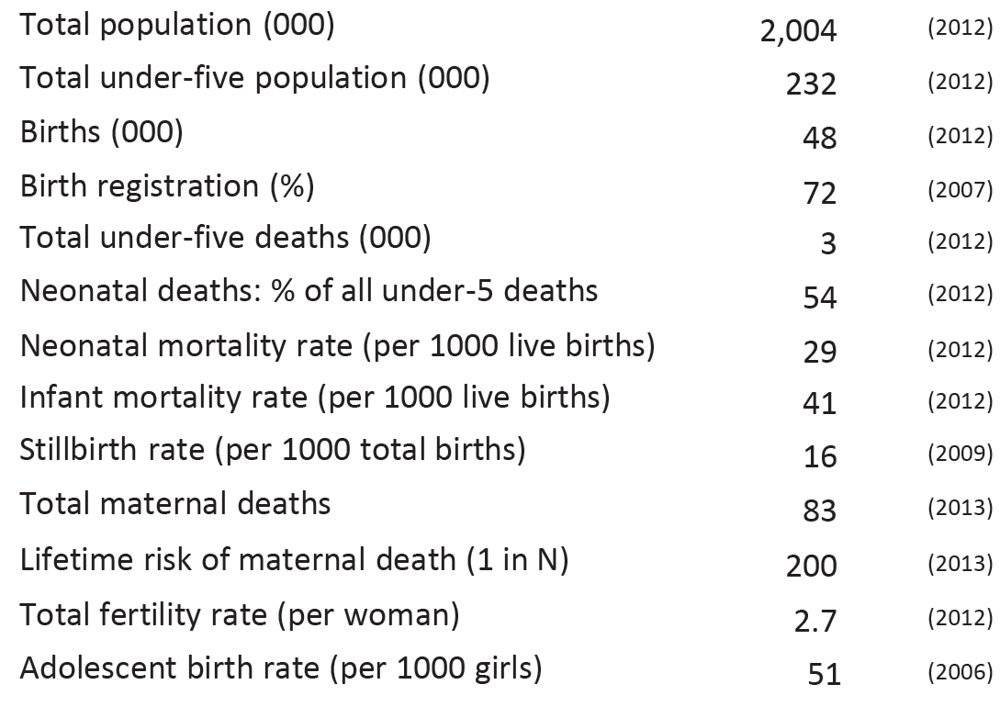 Total population (000) 2,004 (2012)
Total under-five population (000) 232 (2012)
Births (000) 48 (2012)
Birth registration (%) 72 (2007)
Total under-five deaths (000) 3 (2012)
Neonatal deaths: % of all under-5 deaths 54 (2012)
Neonatal mortality rate (per 1000 live births) 29 (2012)
Infant mortality rate (per 1000 live births) 41 (2012)
Stillbirth rate (per 1000 total births) 16 (2009)
Total maternal deaths 83 (2013)
Lifetime risk of maternal death (1 in N) 200 (2013)
Total fertility rate (per woman) 2.7 (2012)
Adolescent birth rate (per 1000 girls) 51 (2006)